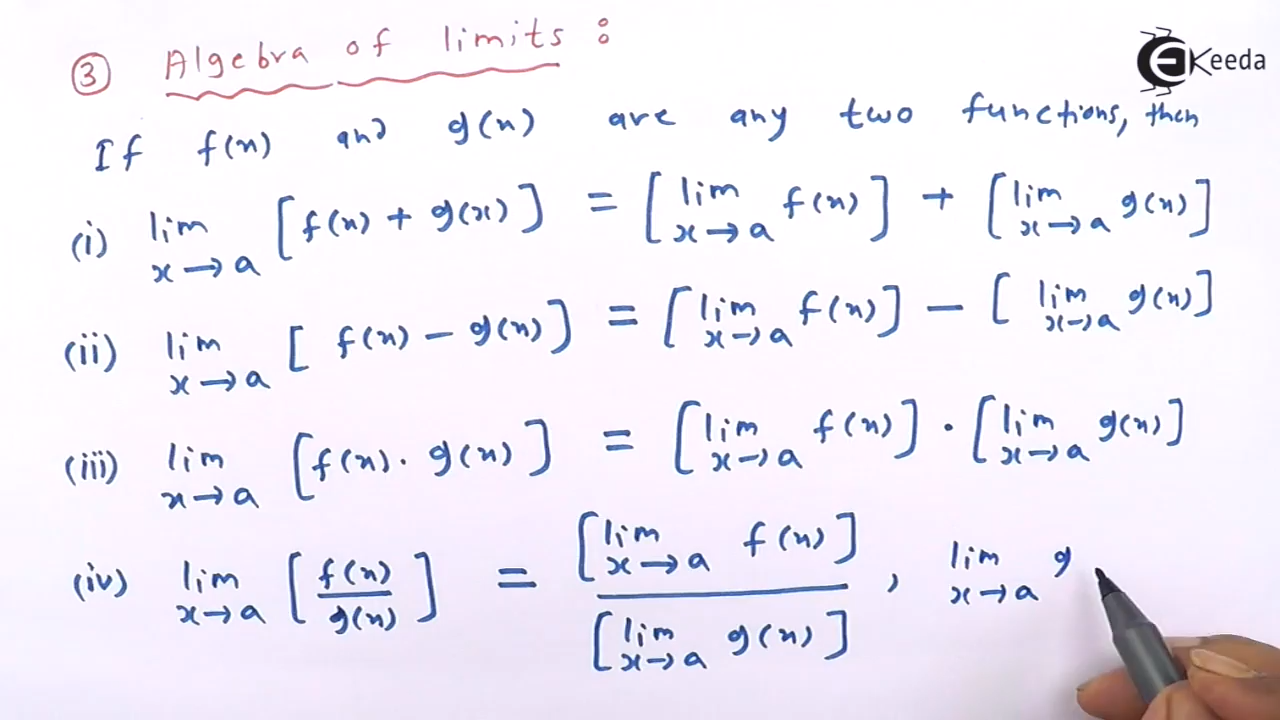 ③ Algebra of limits :
EKeeda
If f(x) and g(x) are any two functions, then
(i) lim x→a [f(x) + g(x)] = [lim x→a f(x)] + [lim x→a g(x)]
(ii) lim x→a [f(x) − g(x)] = [lim x→a f(x)] − [lim x→a g(x)]
(iii) lim x→a [f(x) · g(x)] = [lim x→a f(x)] · [lim x→a g(x)]
(iv) lim x→a [f(x)/g(x)] = [lim x→a f(x)] / [lim x→a g(x)] , lim x→a g